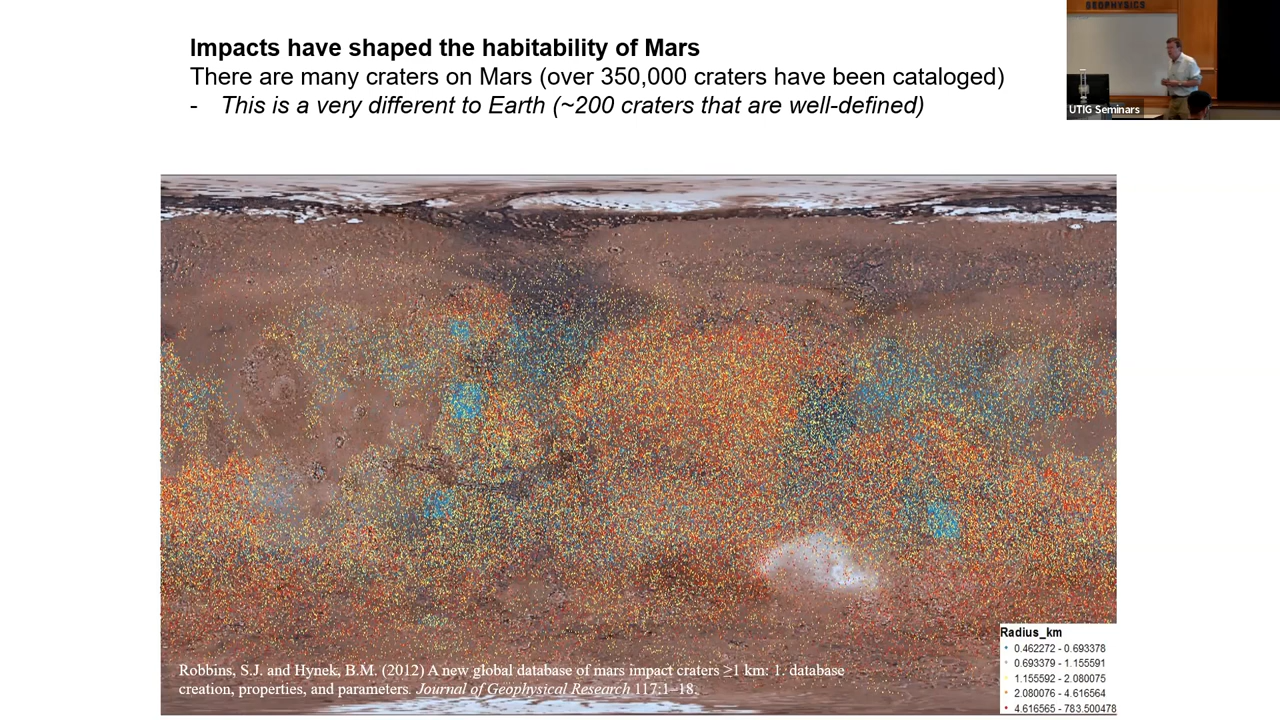 Impacts have shaped the habitability of Mars
There are many craters on Mars (over 350,000 craters have been cataloged)
- This is a very different to Earth (~200 craters that are well-defined)
GEOPHYSICS
UTIG Seminars
Robbins, S.J. and Hynek, B.M. (2012) A new global database of mars impact craters ≥1 km: 1. database
creation, properties, and parameters. Journal of Geophysical Research 117:1–18.
Radius_km
0.462272 - 0.693378
0.693379 - 1.155591
1.155592 - 2.080075
2.080076 - 4.616564
4.616565 - 783.500478